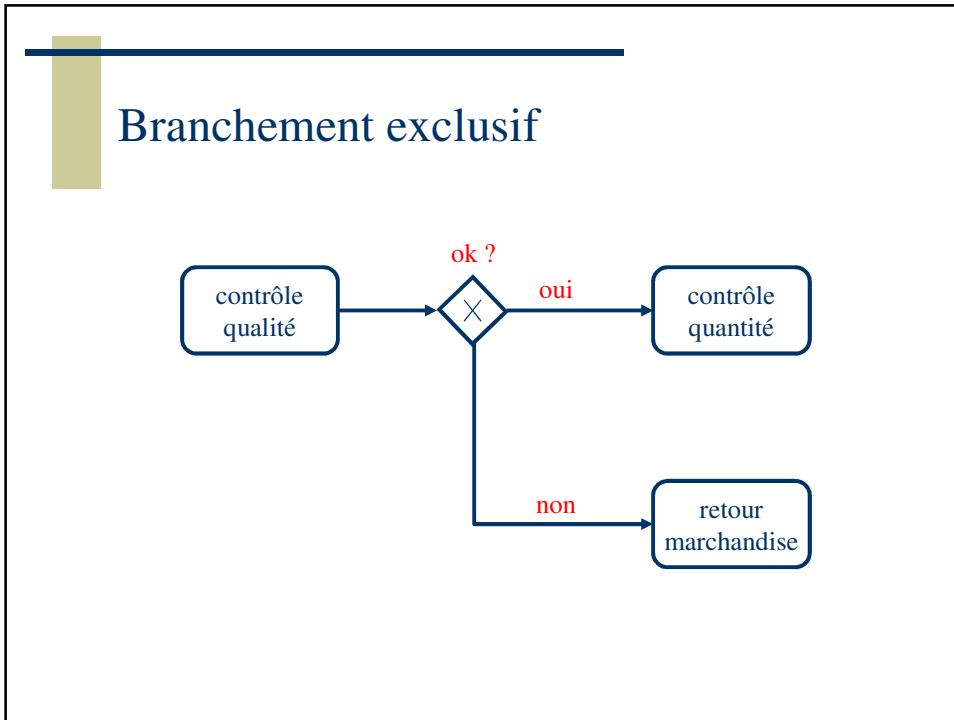 Branchement exclusif
ok ?
contrôle
qualité
oui
contrôle
quantité
non
retour
marchandise